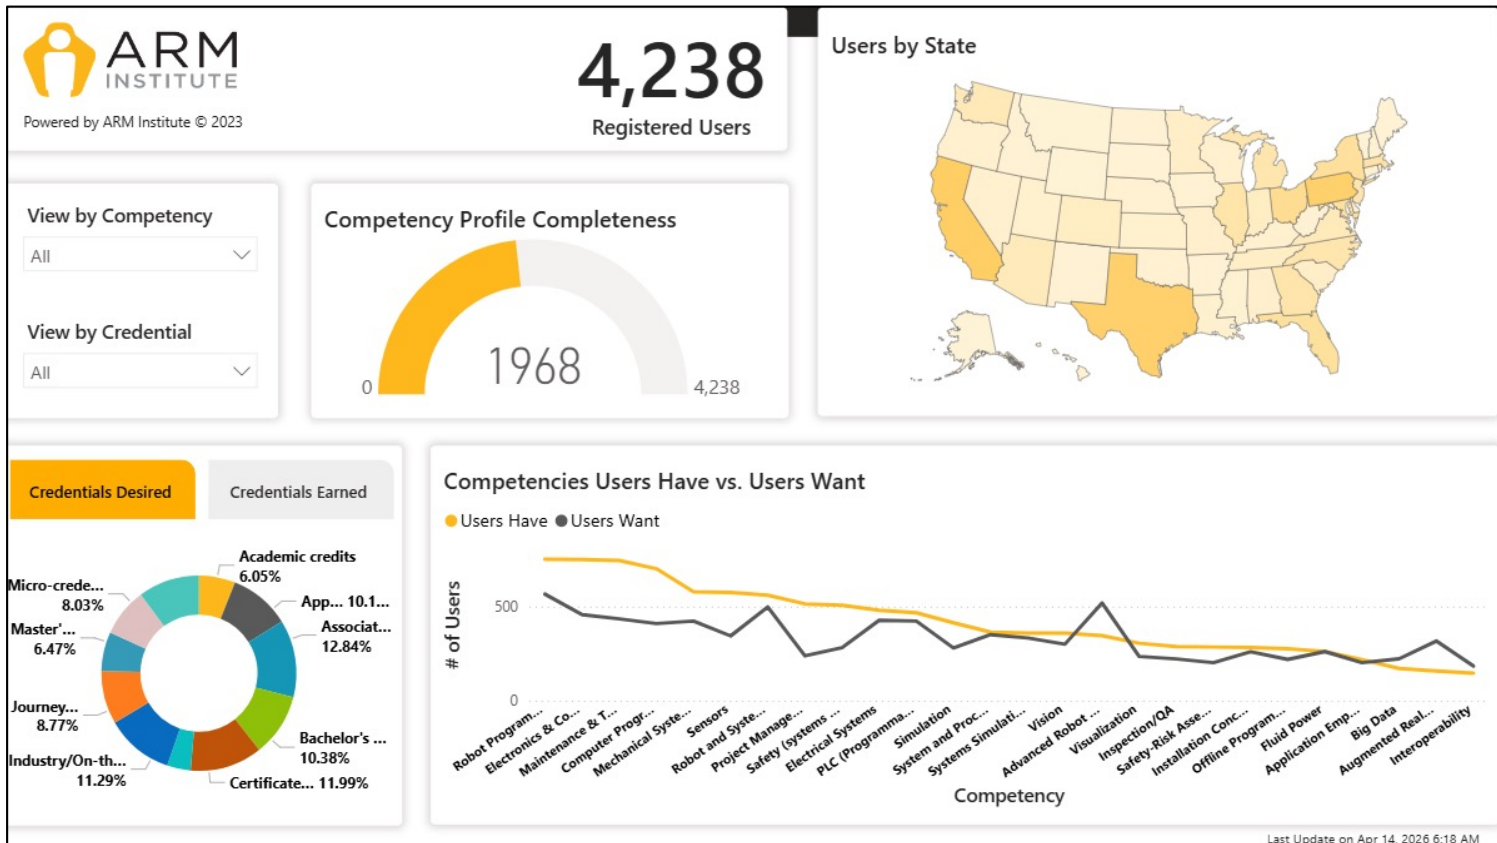 ARM
INSTITUTE
Powered by ARM Institute © 2023
4,238
Registered Users
Users by State
View by Competency
All
View by Credential
All
Competency Profile Completeness
1968
0
4,238
Credentials Desired
Credentials Earned
Academic credits
6.05%
App... 10.1...
Associat...
12.84%
Bachelor's ...
10.38%
Certificate... 11.99%
Industry/On-th...
11.29%
Journey...
8.77%
Master'...
6.47%
Micro-crede...
8.03%
Competencies Users Have vs. Users Want
Users Have
Users Want
# of Users
500
0
Robot Program...
Electronics & Co...
Maintenance & T...
Computer Progr...
Mechanical Syste...
Sensors
Robot and Syste...
Project Manage...
Safety (systems ...
Electrical Systems
PLC (Programma...
Simulation
System and Proc...
Systems Simulati...
Vision
Advanced Robot ...
Visualization
Inspection/QA
Safety-Risk Asse...
Installation Conc...
Offline Program...
Fluid Power
Application Emp...
Big Data
Augmented Real...
Interoperability
Competency
Last Update on Apr 14, 2026 6:18 AM